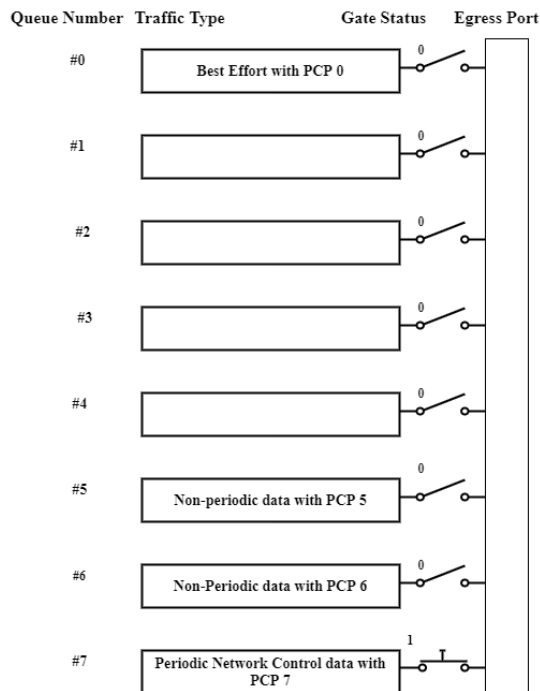 Queue Number Traffic Type Gate Status Egress Port
#0 Best Effort with PCP 0 0
#1 0
#2 0
#3 0
#4 0
#5 Non-periodic data with PCP 5 0
#6 Non-Periodic data with PCP 6 0
#7 Periodic Network Control data with 1
PCP 7